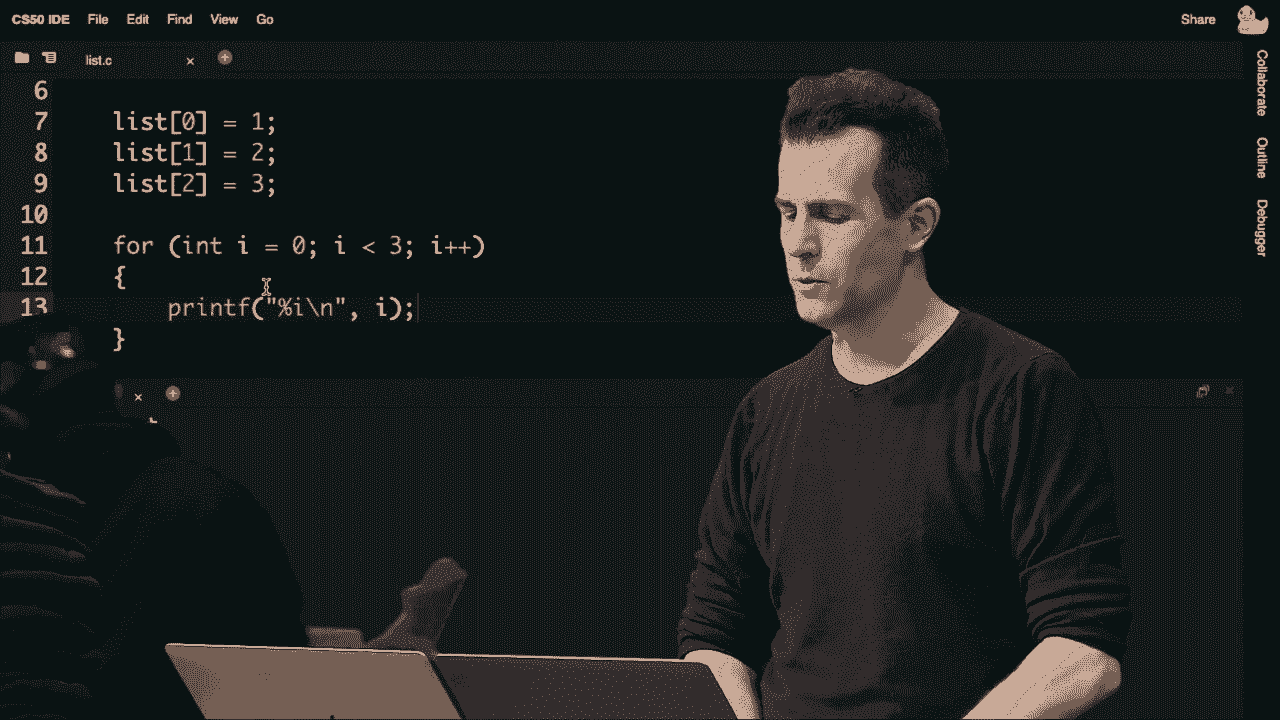 CS50 IDE File Edit Find View Go Share
list.c
6
7 list[0] = 1;
8 list[1] = 2;
9 list[2] = 3;
10
11 for (int i = 0; i < 3; i++)
12 {
13 printf("%i\n", i);
}
Collaborate
Outline
Debugger